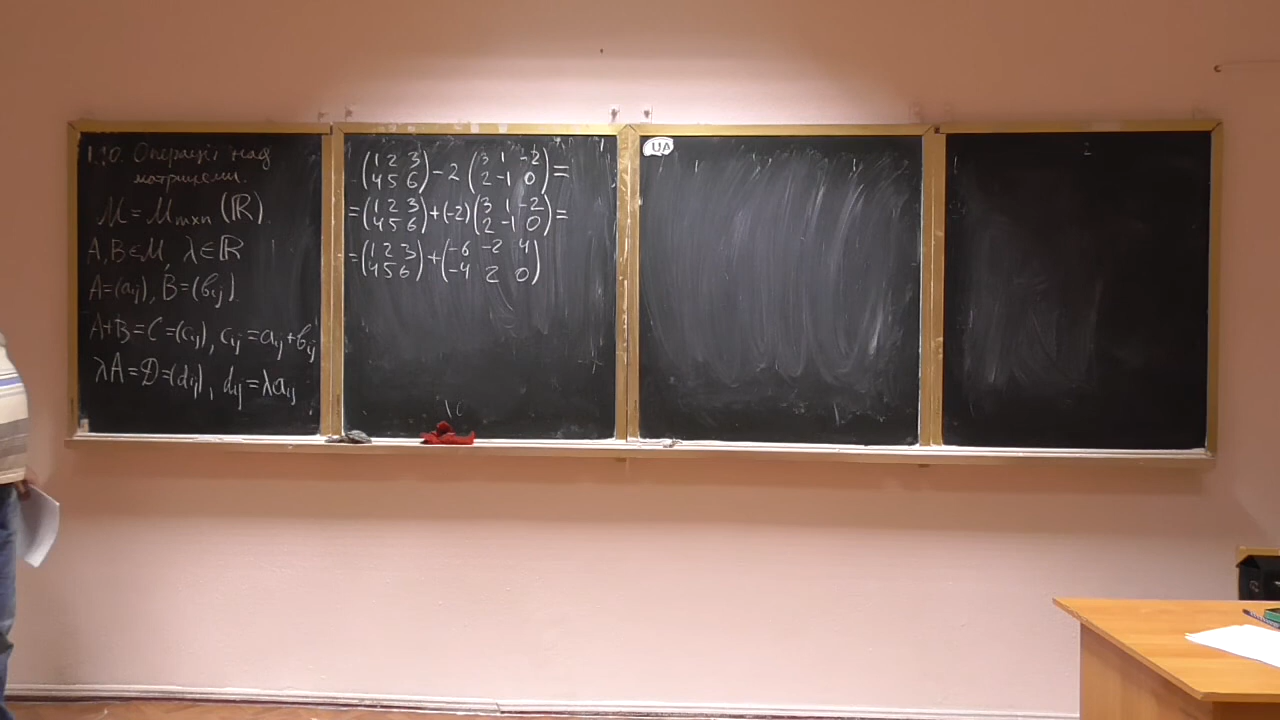 1.10. Операції над
матрицями.
M = M_{m×n} (ℝ).
A, B ∈ M, λ ∈ ℝ
A = (a_{ij}), B = (b_{ij}).
A+B = C = (c_{ij}), c_{ij} = a_{ij} + b_{ij}
λA = D = (d_{ij}), d_{ij} = λa_{ij}
(1 2 3
4 5 6) - 2 (3 1 -2
2 -1 0) =
= (1 2 3
4 5 6) + (-2) (3 1 -2
2 -1 0) =
= (1 2 3
4 5 6) + (-6 -2 4
-4 2 0)
UA